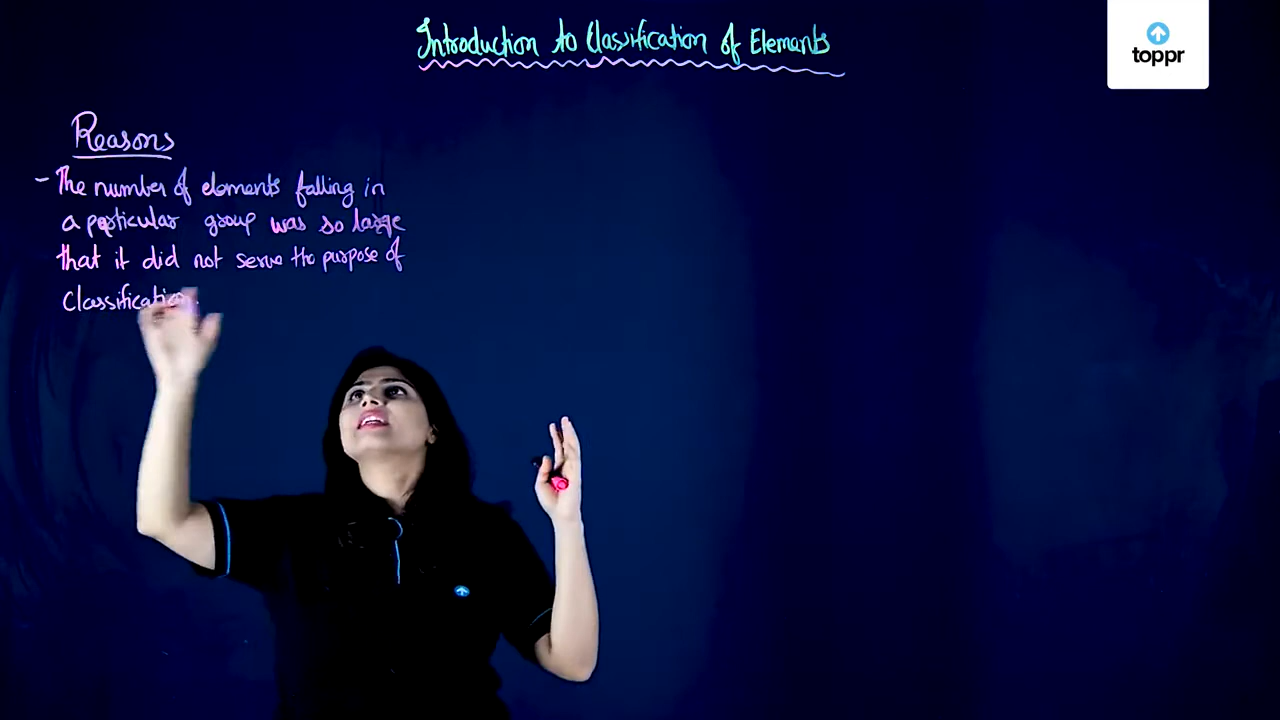 Introduction to Classification of Elements
toppr
Reasons
- The number of elements falling in
a particular group was so large
that it did not serve the purpose of
Classification.